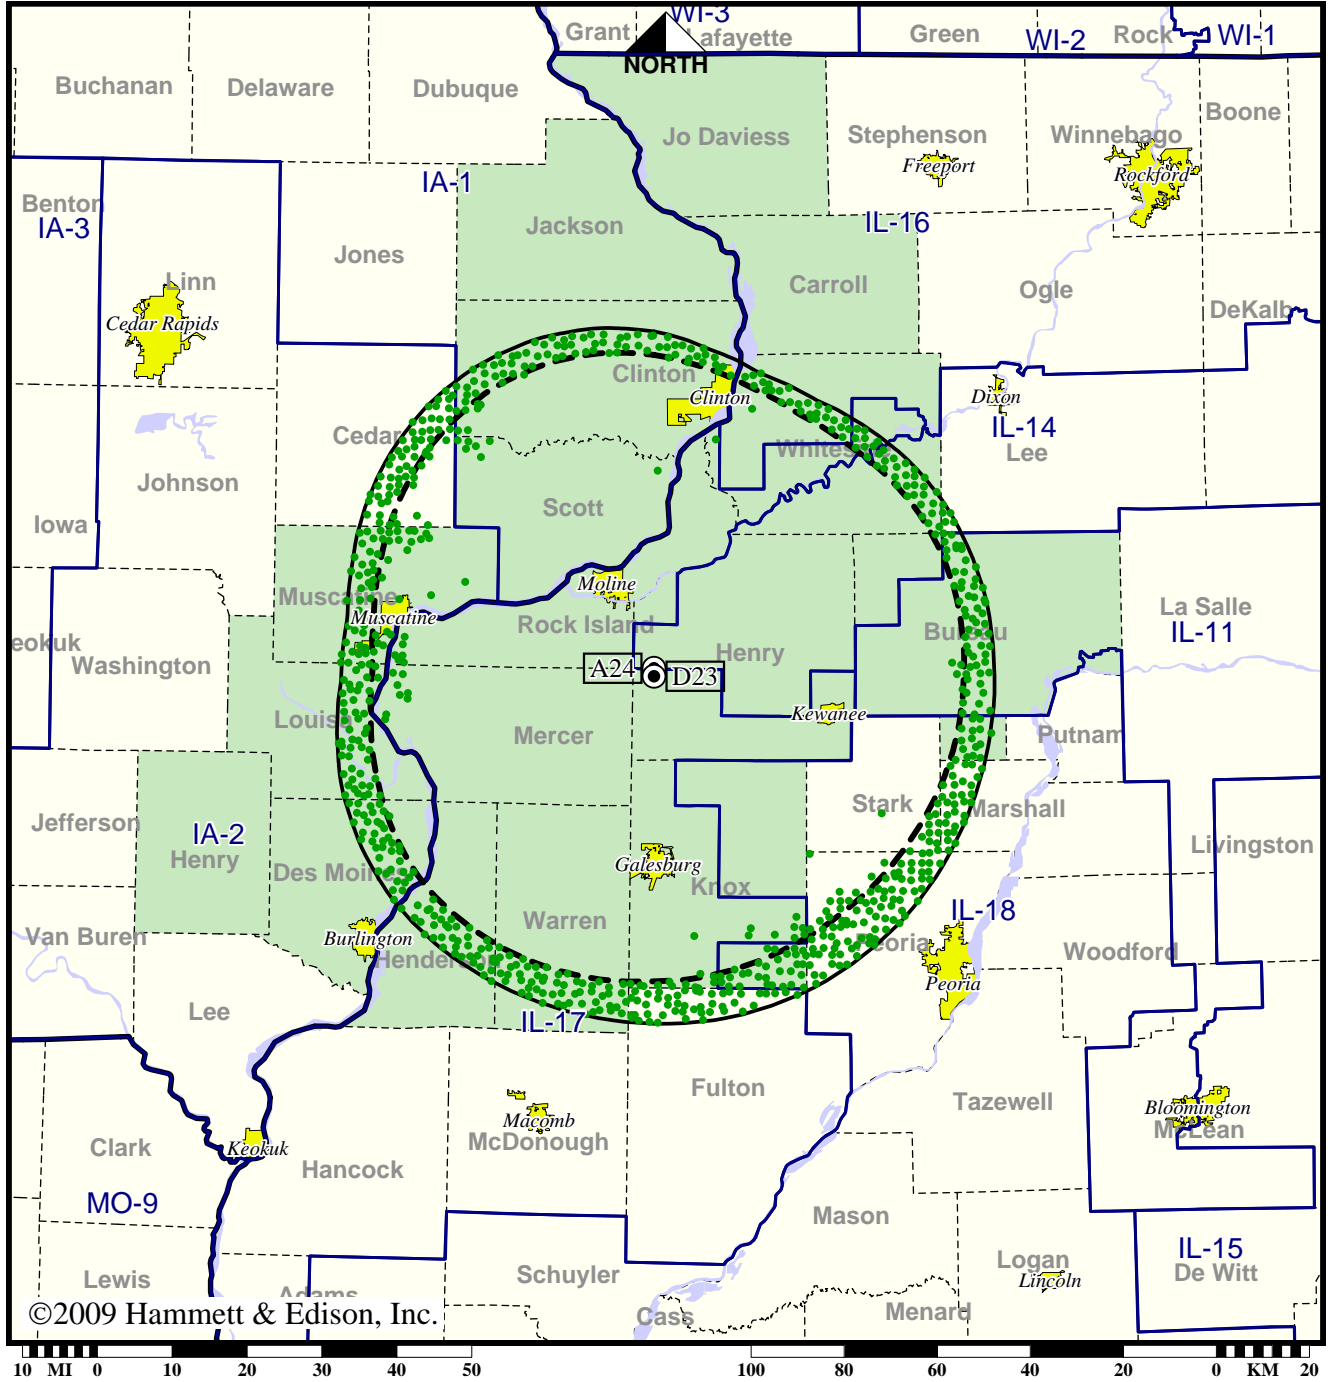 WI-3
Grant
Lafayette
Green
WI-2
Rock
WI-1
NORTH
Buchanan
Delaware
Dubuque
Jo Daviess
Stephenson
Freeport
Winnebago
Rockford
Boone
IA-1
Benton
IA-3
Jackson
IL-16
Jones
Linn
Cedar Rapids
Carroll
Ogle
DeKalb
Clinton
Clinton
Dixon
IL-14
Lee
Cedar
Whiteside
Johnson
Scott
Iowa
Moline
Muscatine
Muscatine
Rock Island
La Salle
IL-11
Bureau
eokuk
Washington
Henry
A24
D23
Louisa
Mercer
Kewanee
Putnam
Jefferson
IA-2
Henry
Stark
Marshall
Livingston
Des Moines
Galesburg
Knox
Warren
IL-18
Van Buren
Burlington
Henderson
Peoria
Peoria
Woodford
Lee
IL-17
Fulton
Tazewell
Macomb
McDonough
Bloomington
McLean
Clark
Keokuk
Hancock
MO-9
Mason
Lewis
Adams
Schuyler
Logan
Lincoln
IL-15
De Witt
Cass
Menard
©2009 Hammett & Edison, Inc.
10 MI 0 10 20 30 40 50
100 80 60 40 20 0 KM 20